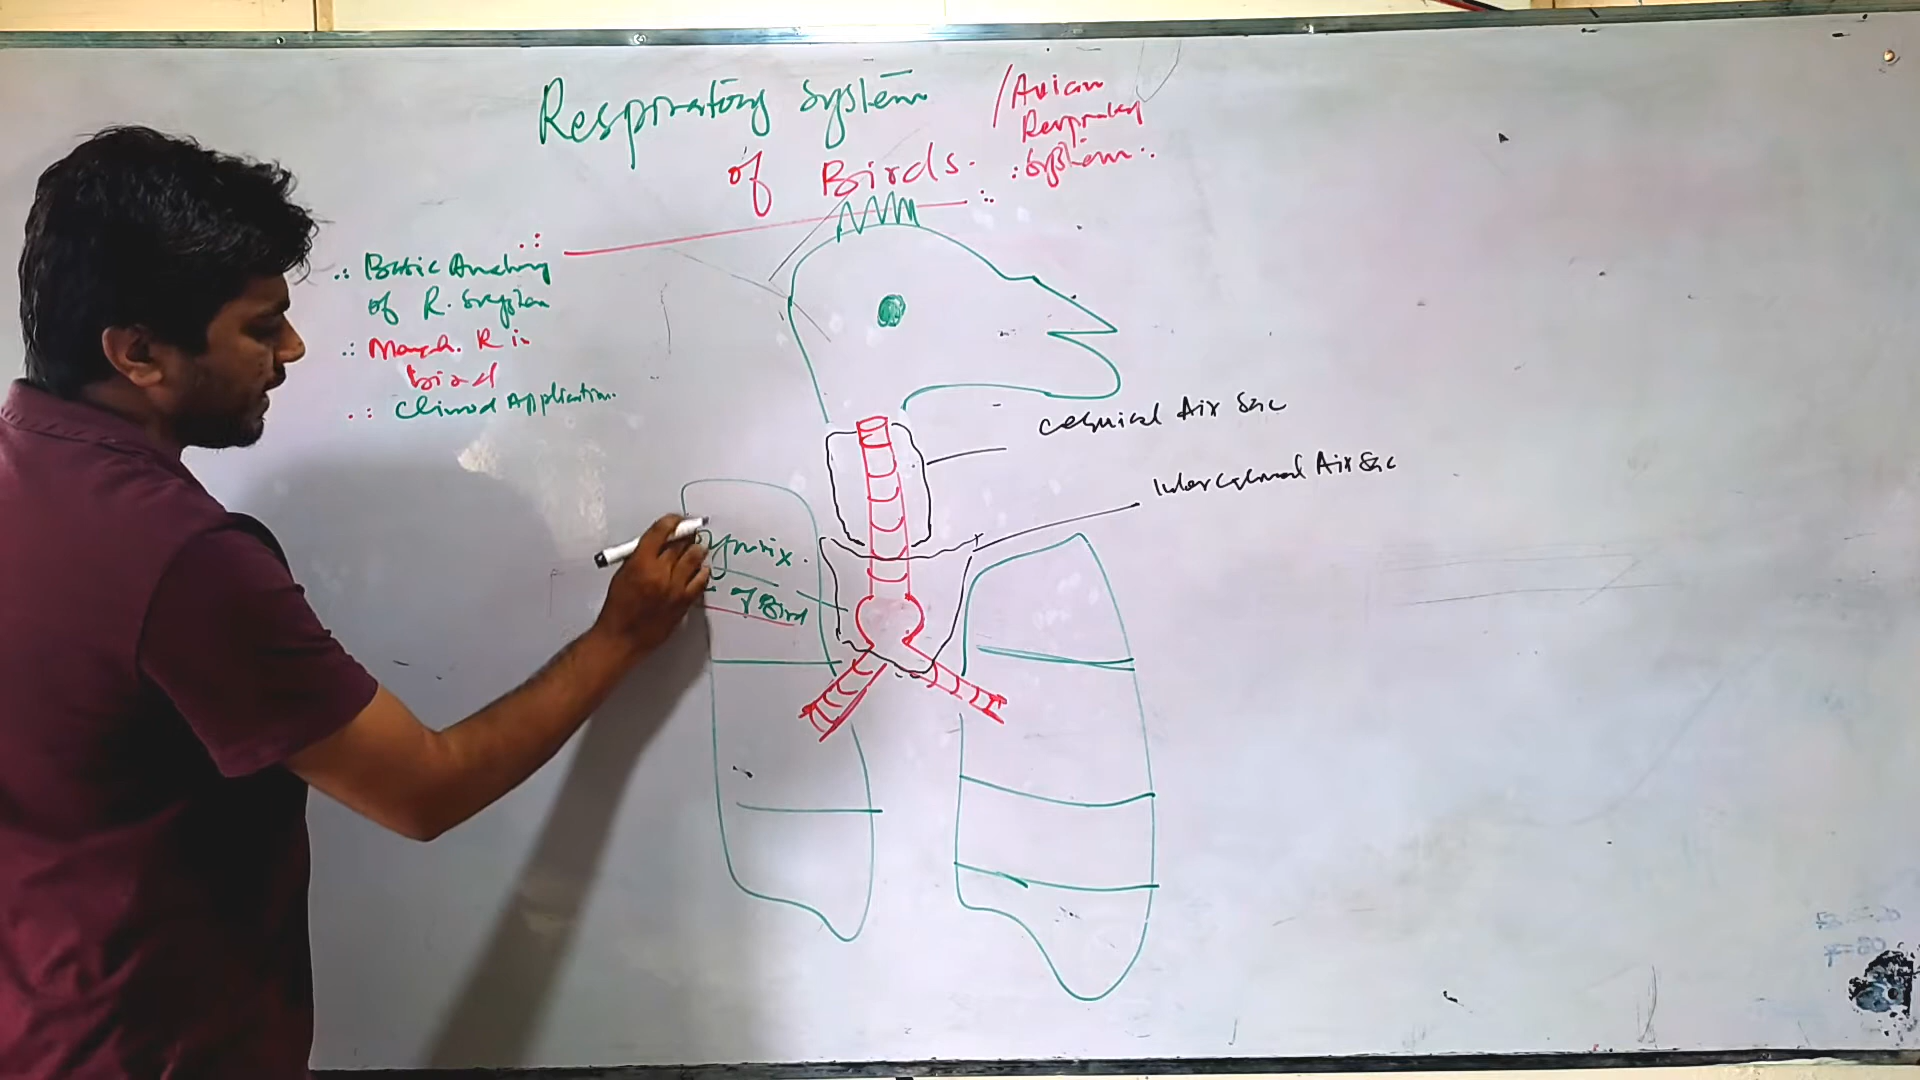 Respiratory System
of Birds.
/Avian
Respiratory
System
Basic Anatomy
of R. System
Mech. R in
bird
Clinical Application.
Cervical Air Sac
Interclavical Air Sac
Syrinx.
of Bird